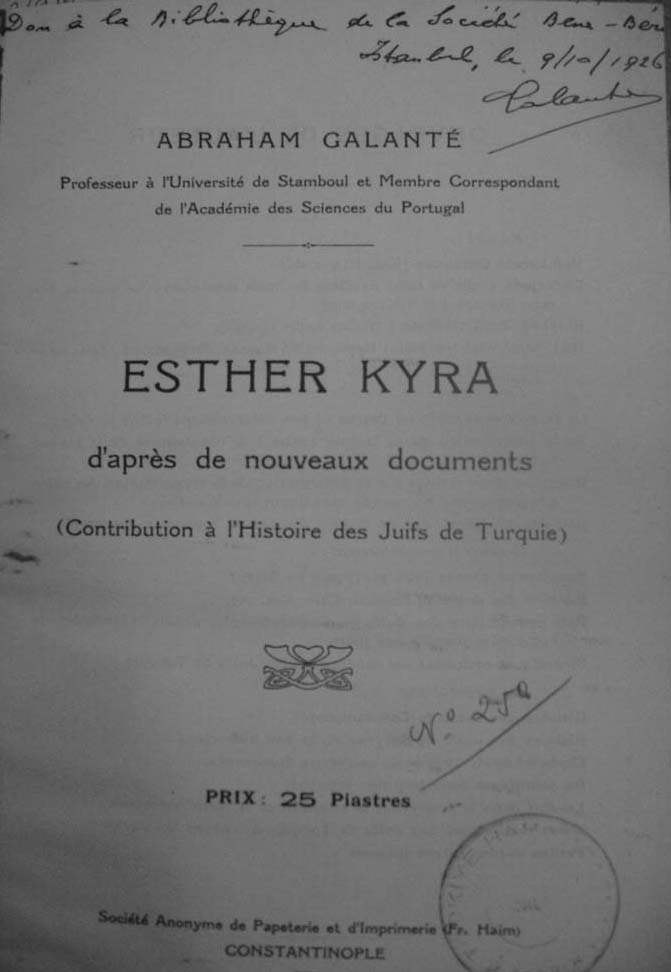 Don à la Bibliothèque de la Société Bene-Béri
Istanbul, le 9/10/1926
Galanté
ABRAHAM GALANTÉ
Professeur à l'Université de Stamboul et Membre Correspondant
de l'Académie des Sciences du Portugal
ESTHER KYRA
d'après de nouveaux documents
(Contribution à l'Histoire des Juifs de Turquie)
N.º
PRIX: 25 Piastres
Société Anonyme de Papeterie et d'Imprimerie (Fr. Haim)
CONSTANTINOPLE